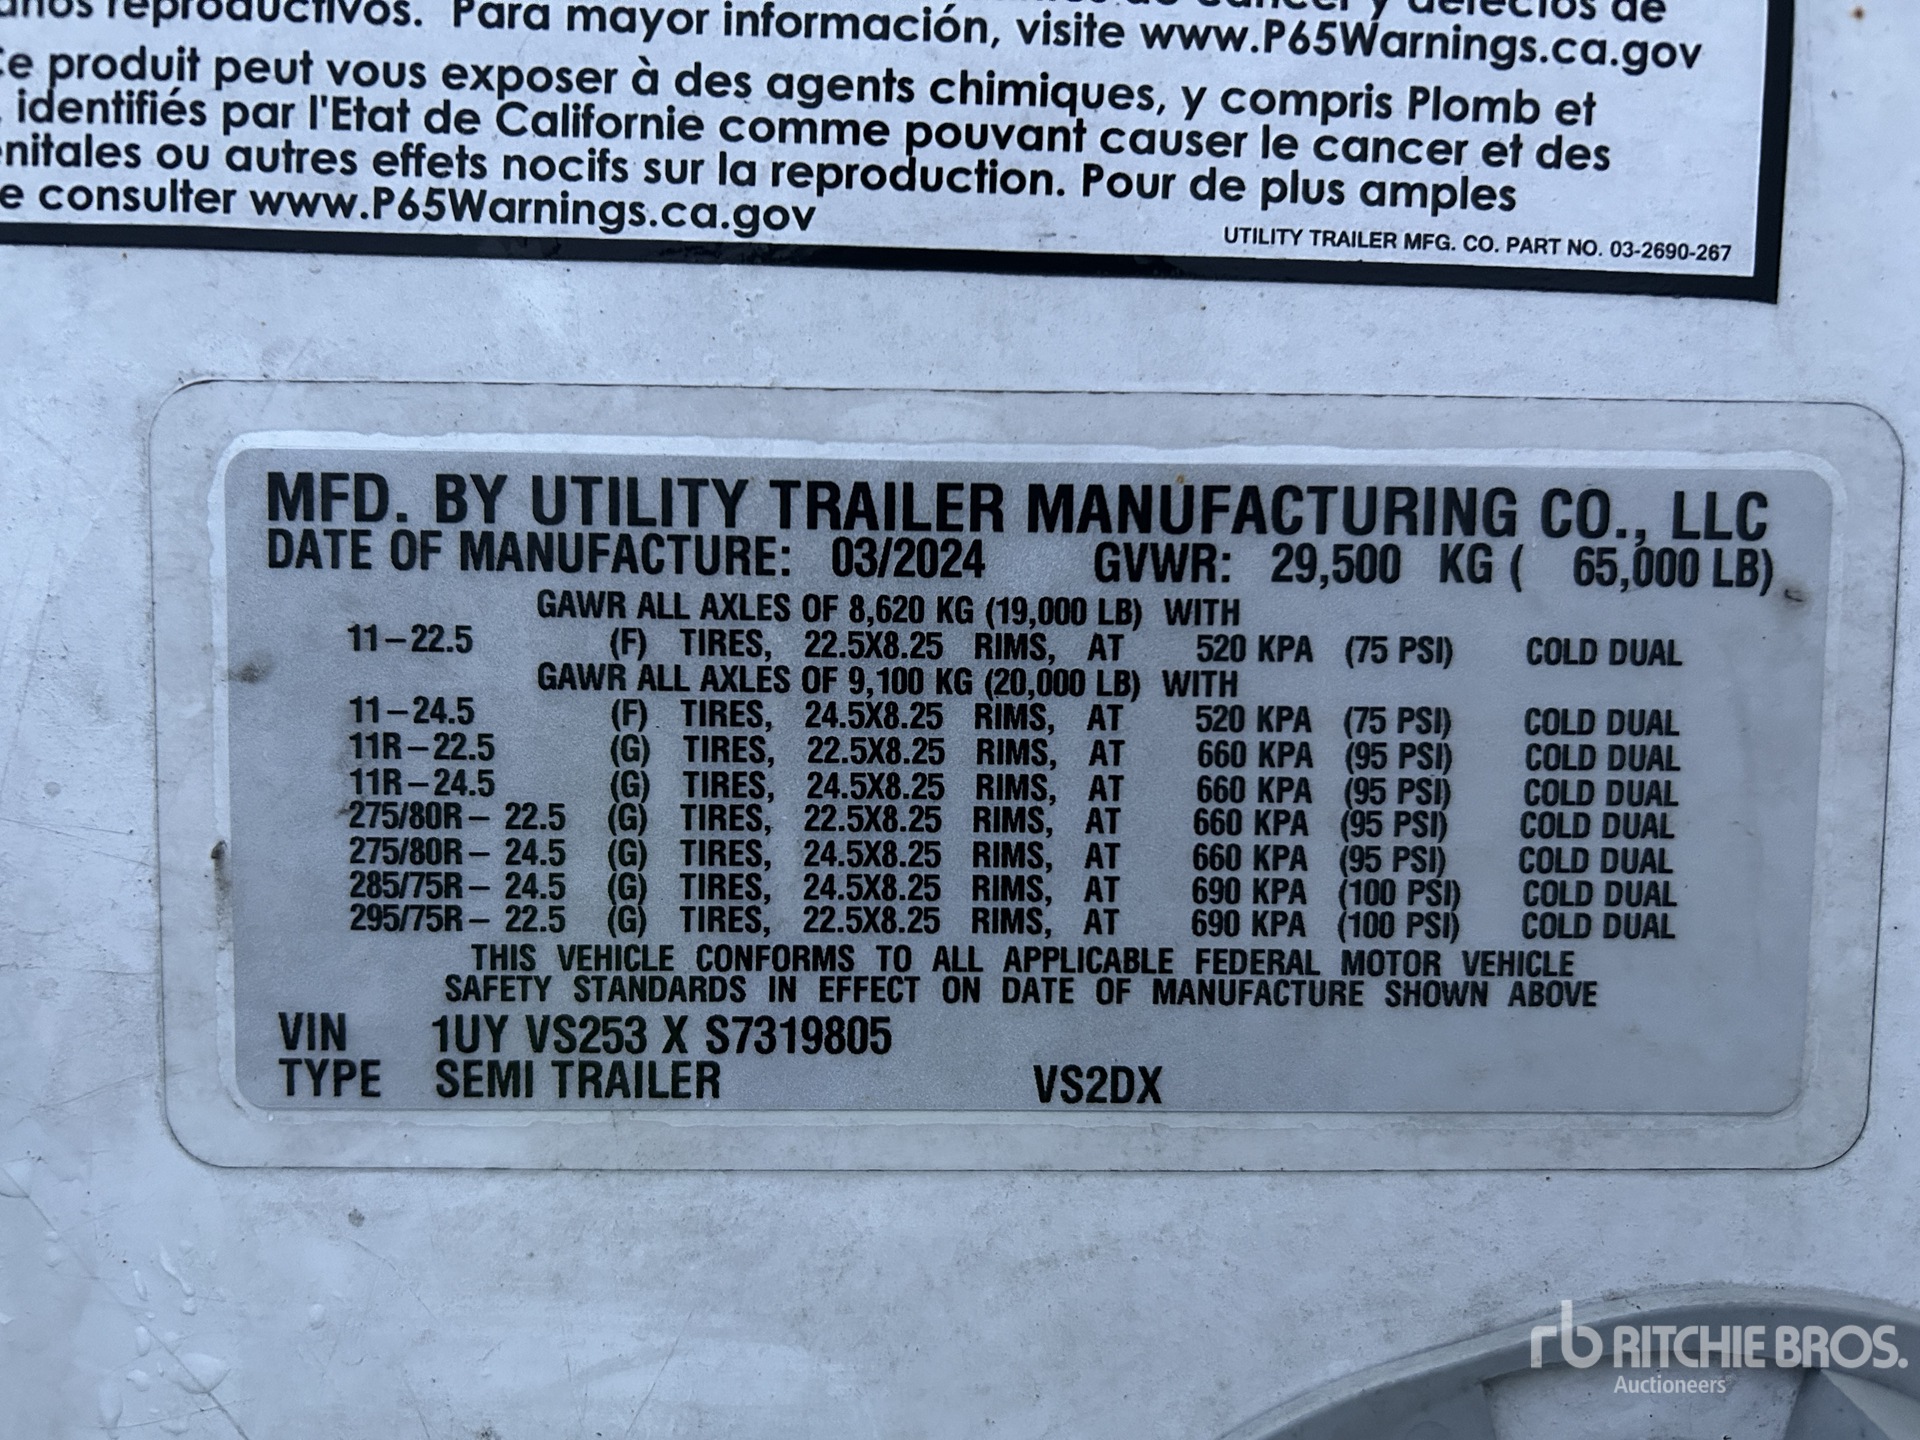 reproductivos. Para mayor información, visite www.P65Warnings.ca.gov
Ce produit peut vous exposer à des agents chimiques, y compris Plomb et
identifiés par l'Etat de Californie comme pouvant causer le cancer et des
nitales ou autres effets nocifs sur la reproduction. Pour de plus amples
e consulter www.P65Warnings.ca.gov
UTILITY TRAILER MFG. CO. PART NO. 03-2690-267
MFD. BY UTILITY TRAILER MANUFACTURING CO., LLC
DATE OF MANUFACTURE: 03/2024 GVWR: 29,500 KG ( 65,000 LB)
GAWR ALL AXLES OF 8,620 KG (19,000 LB) WITH
11-22.5 (F) TIRES, 22.5X8.25 RIMS, AT 520 KPA (75 PSI) COLD DUAL
GAWR ALL AXLES OF 9,100 KG (20,000 LB) WITH
11-24.5 (F) TIRES, 24.5X8.25 RIMS, AT 520 KPA (75 PSI) COLD DUAL
11R-22.5 (G) TIRES, 22.5X8.25 RIMS, AT 660 KPA (95 PSI) COLD DUAL
11R-24.5 (G) TIRES, 24.5X8.25 RIMS, AT 660 KPA (95 PSI) COLD DUAL
275/80R- 22.5 (G) TIRES, 22.5X8.25 RIMS, AT 660 KPA (95 PSI) COLD DUAL
275/80R- 24.5 (G) TIRES, 24.5X8.25 RIMS, AT 660 KPA (95 PSI) COLD DUAL
285/75R- 24.5 (G) TIRES, 24.5X8.25 RIMS, AT 690 KPA (100 PSI) COLD DUAL
295/75R- 22.5 (G) TIRES, 22.5X8.25 RIMS, AT 690 KPA (100 PSI) COLD DUAL
THIS VEHICLE CONFORMS TO ALL APPLICABLE FEDERAL MOTOR VEHICLE
SAFETY STANDARDS IN EFFECT ON DATE OF MANUFACTURE SHOWN ABOVE
VIN 1UY VS253 X S7319805
TYPE SEMI TRAILER VS2DX
rb RITCHIE BROS.
Auctioneers